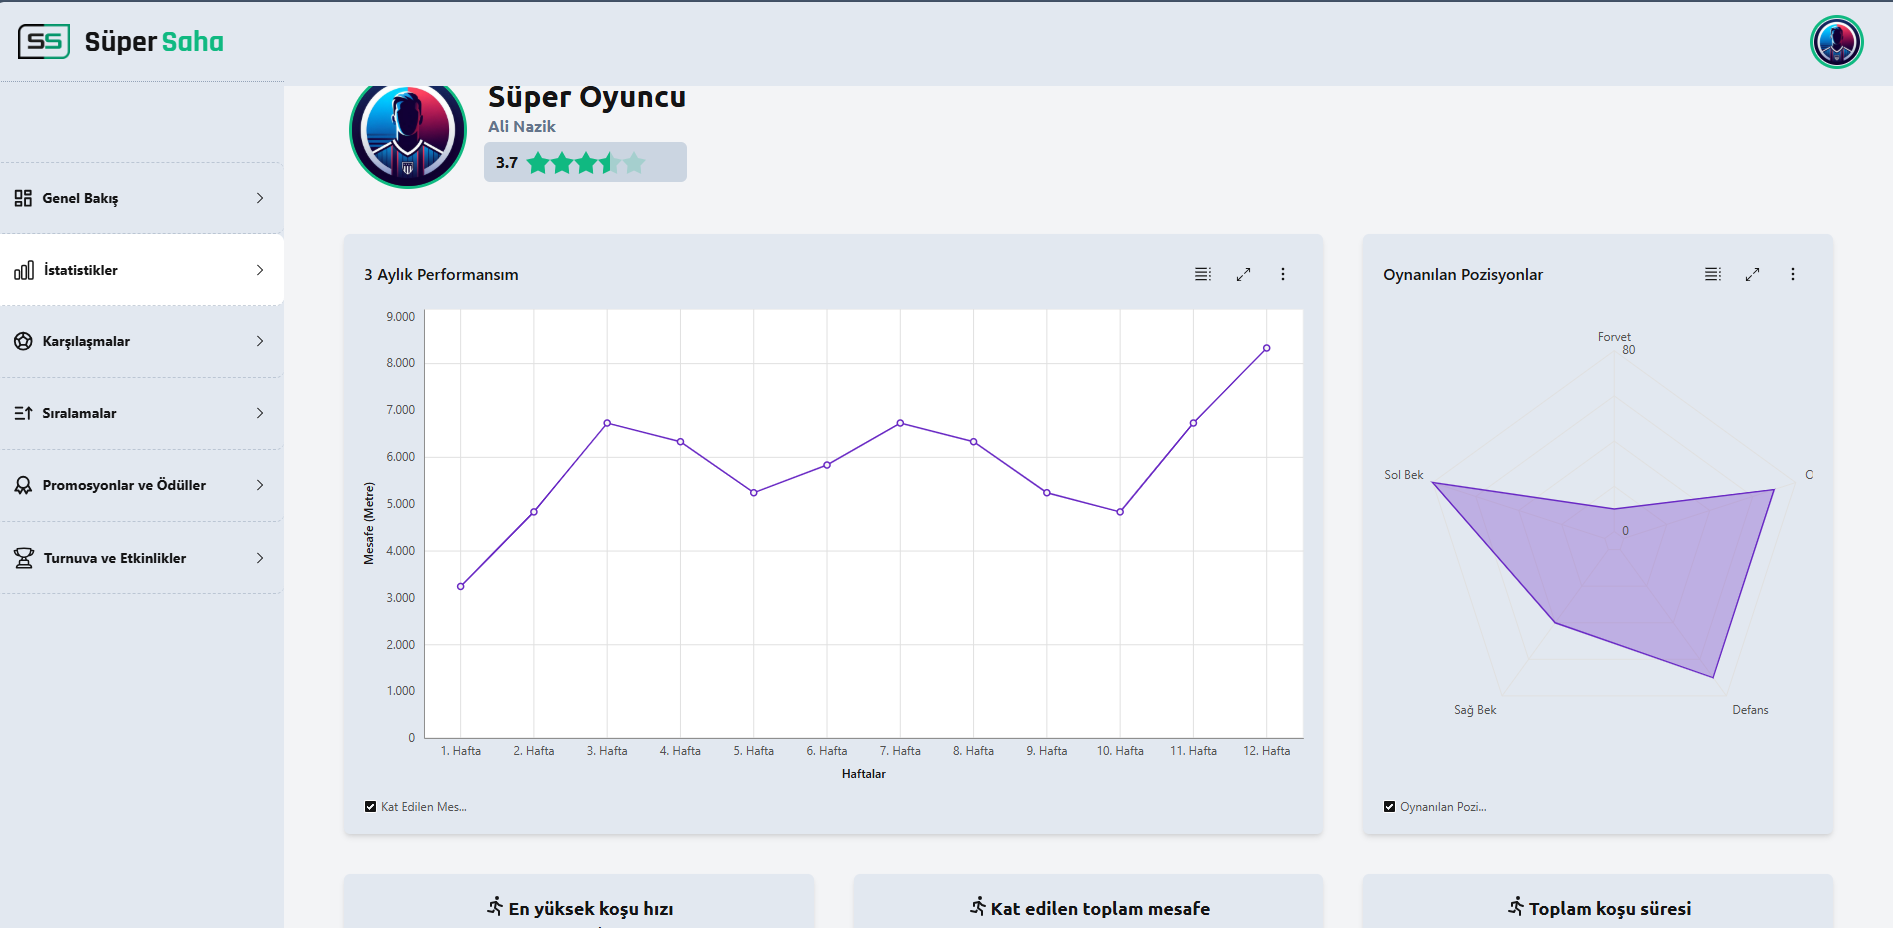 SS Süper Saha
Süper Oyuncu
Ali Nazik
3.7
Genel Bakış
İstatistikler
Karşılaşmalar
Sıralamalar
Promosyonlar ve Ödüller
Turnuva ve Etkinlikler
3 Aylık Performansım
9.000
8.000
7.000
6.000
5.000
4.000
3.000
2.000
1.000
0
Mesafe (Metre)
1. Hafta 2. Hafta 3. Hafta 4. Hafta 5. Hafta 6. Hafta 7. Hafta 8. Hafta 9. Hafta 10. Hafta 11. Hafta 12. Hafta
Haftalar
Kat Edilen Mes...
Oynanılan Pozisyonlar
Forvet
80
Sol Bek
O
0
Sağ Bek
Defans
Oynanılan Pozi...
En yüksek koşu hızı
Kat edilen toplam mesafe
Toplam koşu süresi